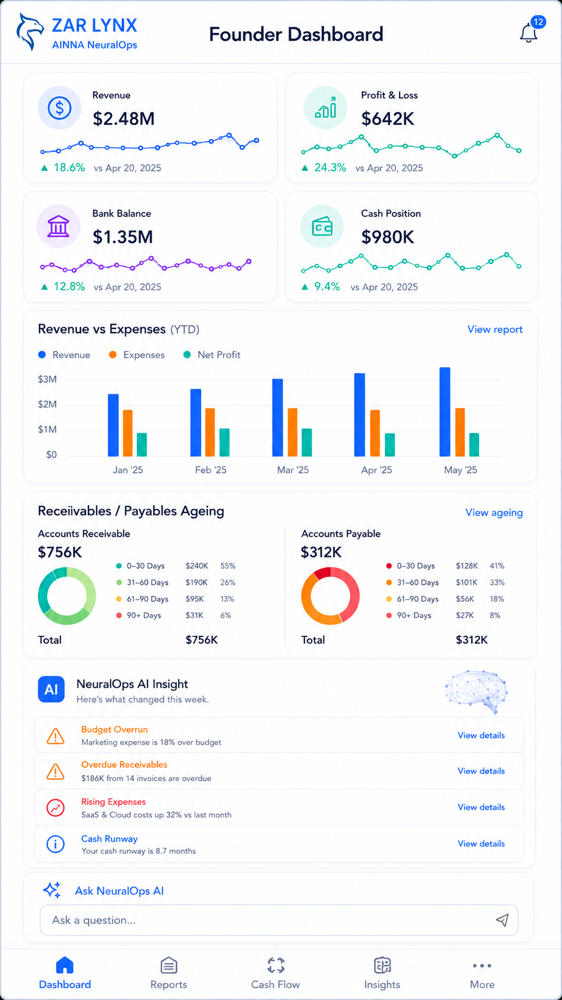 ZAR LYNX
AINNA NeuralOps
Founder Dashboard
12
Revenue
$2.48M
▲ 18.6% vs Apr 20, 2025
Profit & Loss
$642K
▲ 24.3% vs Apr 20, 2025
Bank Balance
$1.35M
▲ 12.8% vs Apr 20, 2025
Cash Position
$980K
▲ 9.4% vs Apr 20, 2025
Revenue vs Expenses (YTD)
View report
Revenue Expenses Net Profit
$3M
$2M
$1M
$0
Jan '25 Feb '25 Mar '25 Apr '25 May '25
Receiivables / Payables Ageing
View ageing
Accounts Receivable
$756K
0–30 Days $240K 55%
31–60 Days $190K 26%
61–90 Days $95K 13%
90+ Days $31K 6%
Total $756K
Accounts Payable
$312K
0–30 Days $128K 41%
31–60 Days $101K 33%
61–90 Days $56K 18%
90+ Days $27K 8%
Total $312K
AI
NeuralOps AI Insight
Here's what changed this week.
Budget Overrun
Marketing expense is 18% over budget
View details
Overdue Receivables
$186K from 14 invoices are overdue
View details
Rising Expenses
SaaS & Cloud costs up 32% vs last month
View details
Cash Runway
Your cash runway is 8.7 months
View details
Ask NeuralOps AI
Ask a question...
Dashboard Reports Cash Flow Insights More